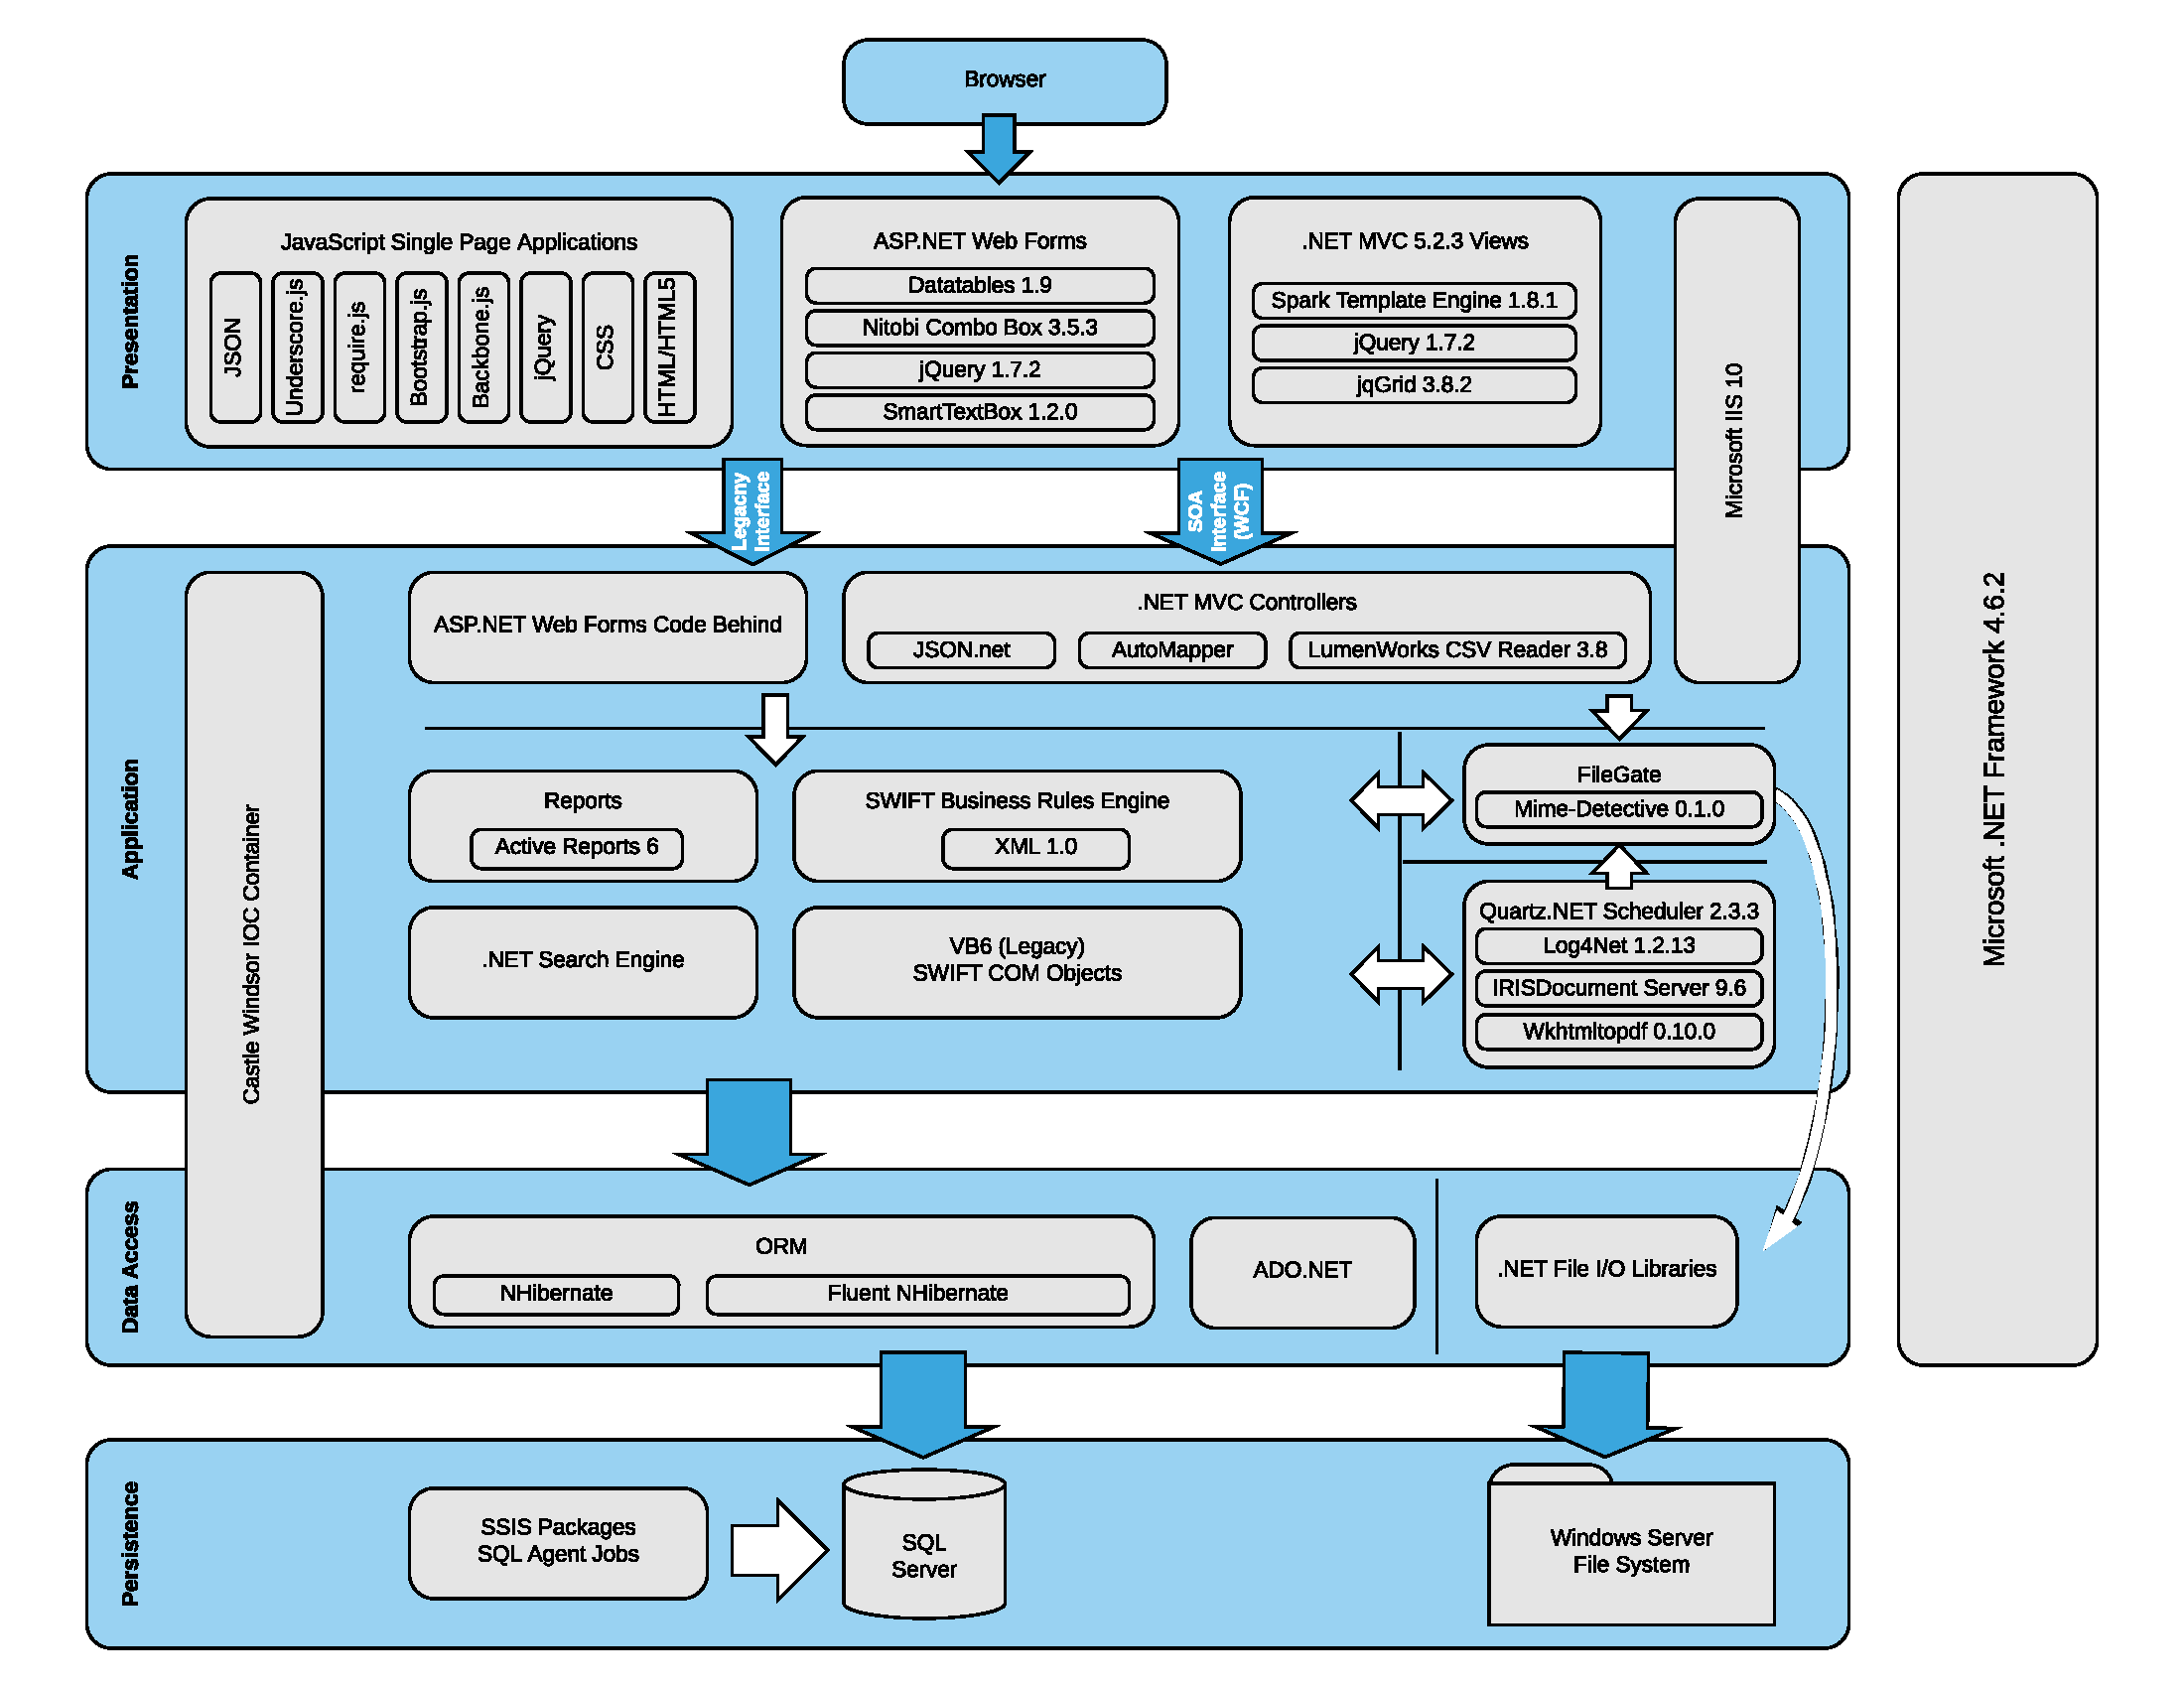 Browser
Presentation
JavaScript Single Page Applications
JSON
Underscore.js
require.js
Bootstrap.js
Backbone.js
jQuery
CSS
HTML/HTML5
ASP.NET Web Forms
Datatables 1.9
Nitobi Combo Box 3.5.3
jQuery 1.7.2
SmartTextBox 1.2.0
.NET MVC 5.2.3 Views
Spark Template Engine 1.8.1
jQuery 1.7.2
jqGrid 3.8.2
Microsoft IIS 10
Microsoft .NET Framework 4.6.2
Legacny
Interface
SOA
Interface
(WCF)
Application
Castle Windsor IOC Container
ASP.NET Web Forms Code Behind
.NET MVC Controllers
JSON.net
AutoMapper
LumenWorks CSV Reader 3.8
Reports
Active Reports 6
SWIFT Business Rules Engine
XML 1.0
FileGate
Mime-Detective 0.1.0
.NET Search Engine
VB6 (Legacy)
SWIFT COM Objects
Quartz.NET Scheduler 2.3.3
Log4Net 1.2.13
IRISDocument Server 9.6
Wkhtmltopdf 0.10.0
Data Access
ORM
NHibernate
Fluent NHibernate
ADO.NET
.NET File I/O Libraries
Persistence
SSIS Packages
SQL Agent Jobs
SQL
Server
Windows Server
File System